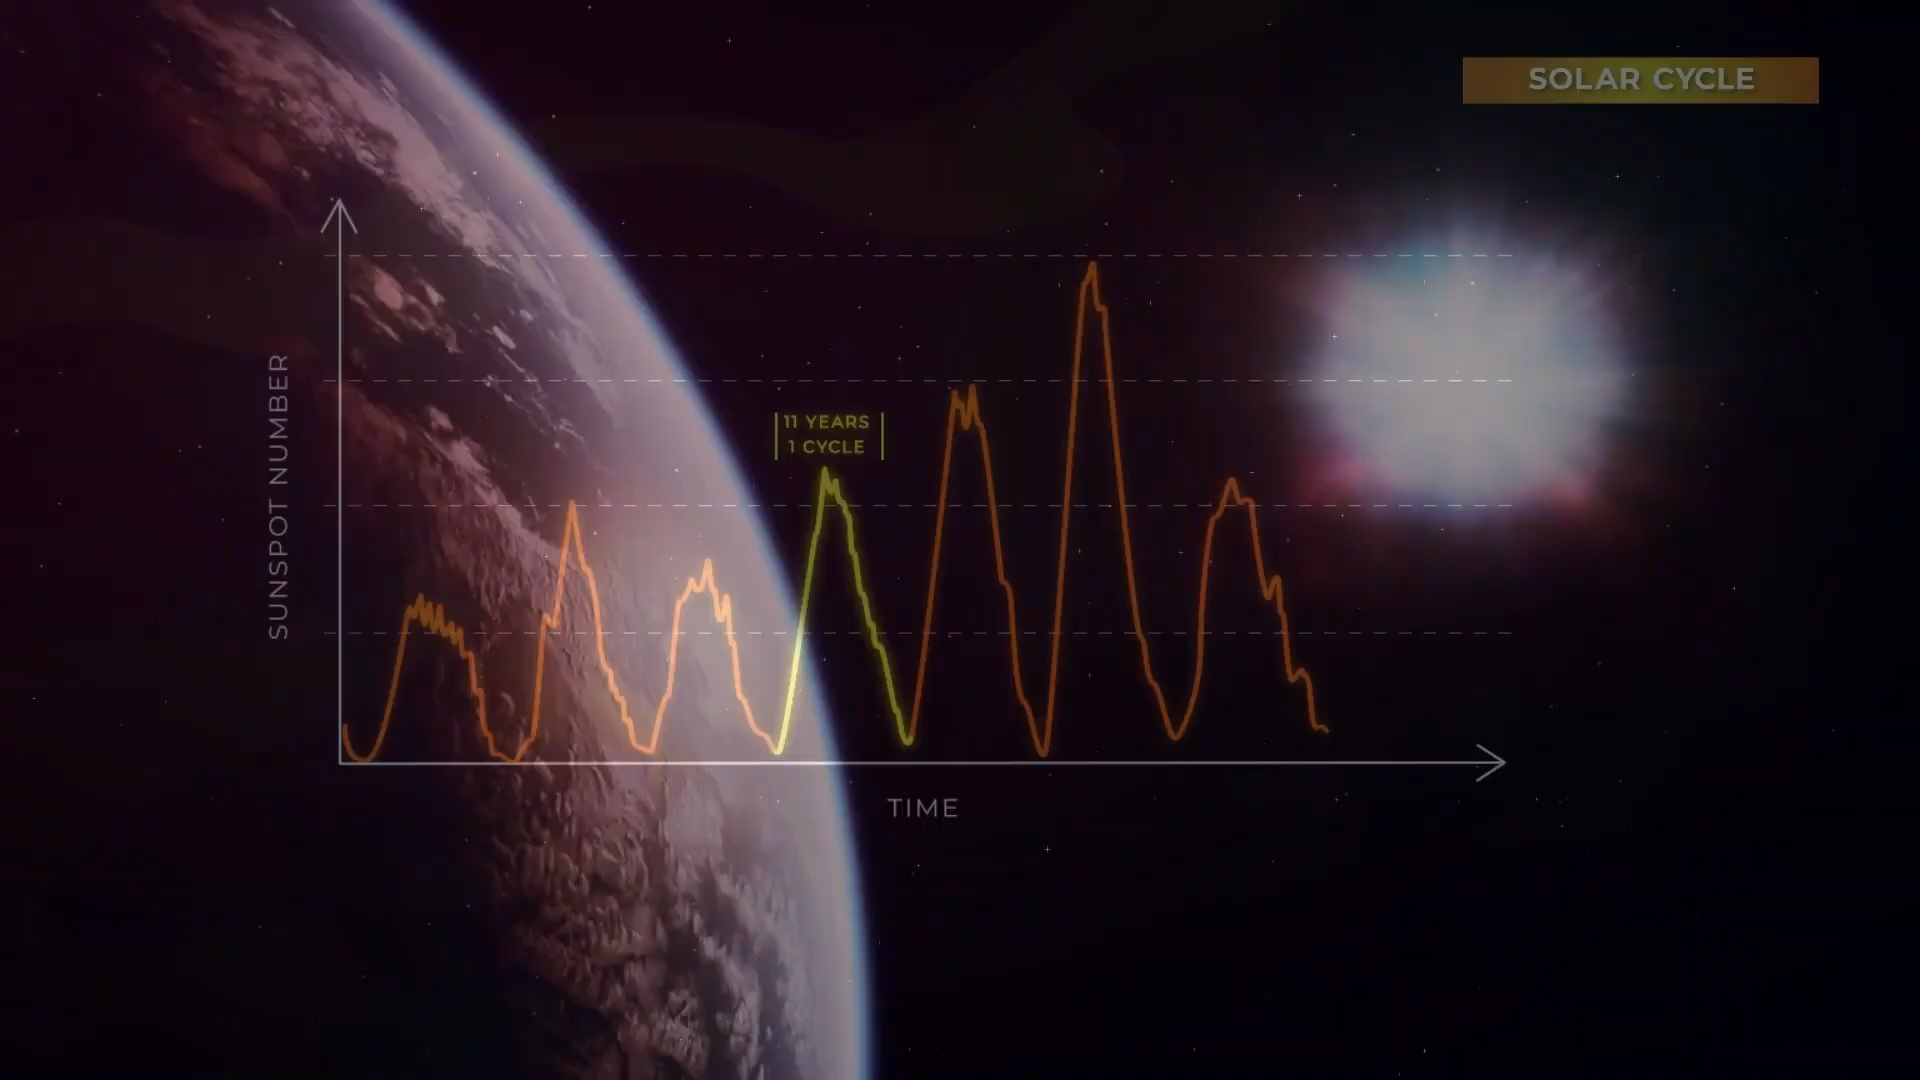 SOLAR CYCLE
SUNSPOT NUMBER
11 YEARS
1 CYCLE
TIME